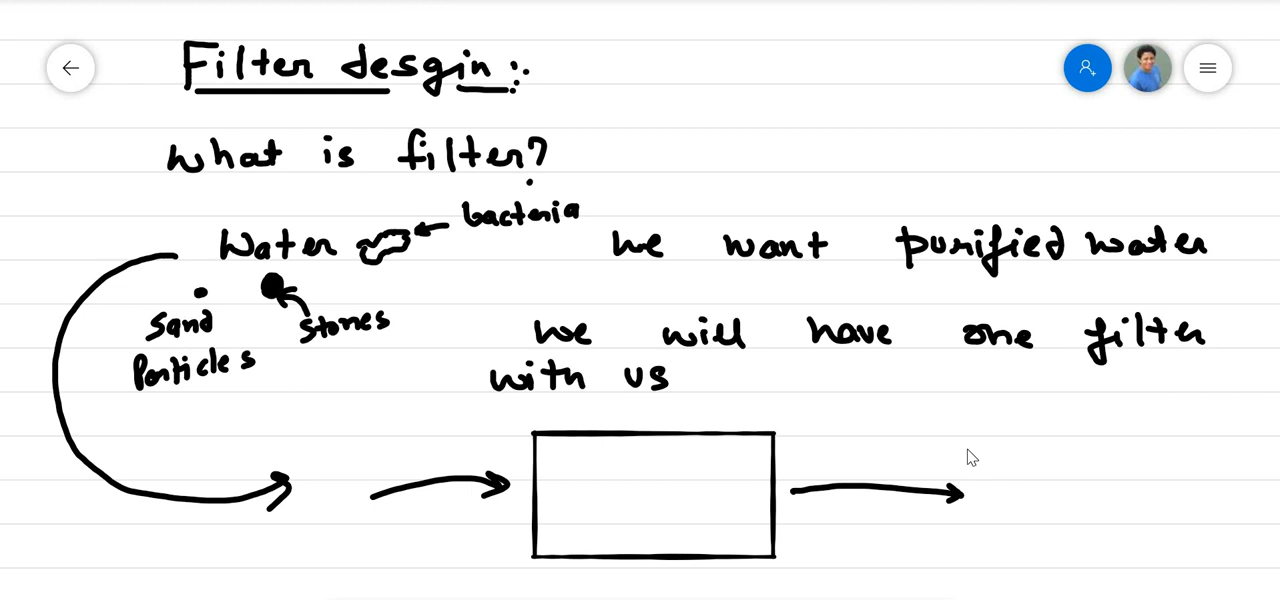 Filter desgin :.
What is filter?
bacteria
Water
we want purified water
Sand
Particles
Stones
we will have one filter
with us